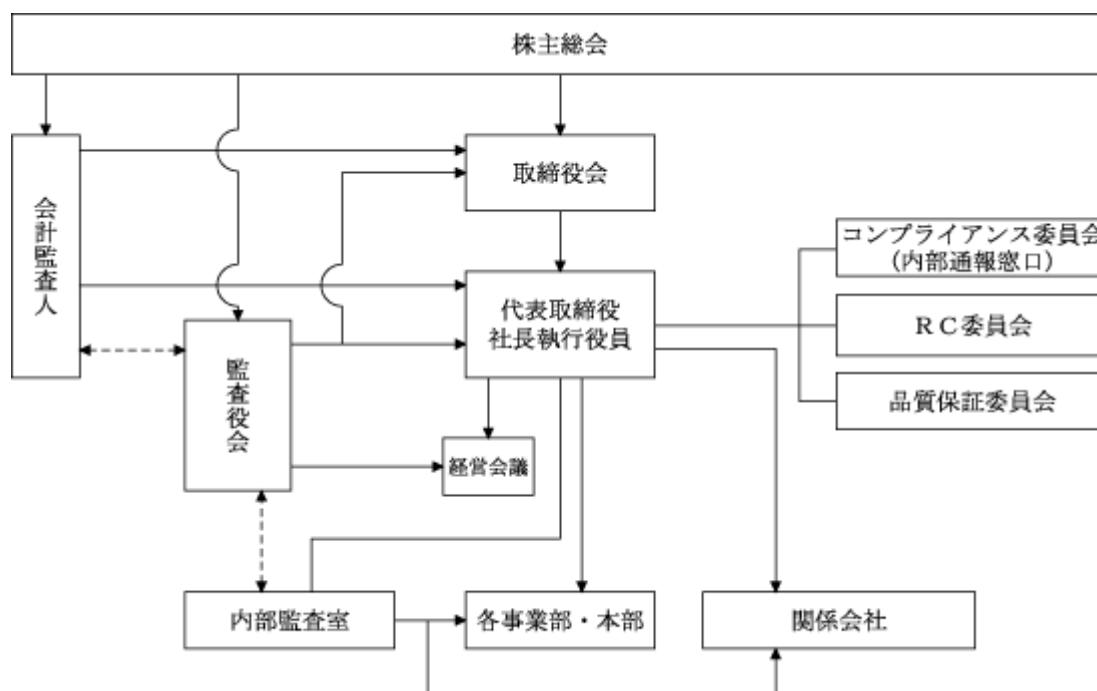 株主総会
会計監査人
取締役会
コンプライアンス委員会
(内部通報窓口)
代表取締役
社長執行役員
RC委員会
監査役会
品質保証委員会
経営会議
内部監査室
各事業部・本部
関係会社